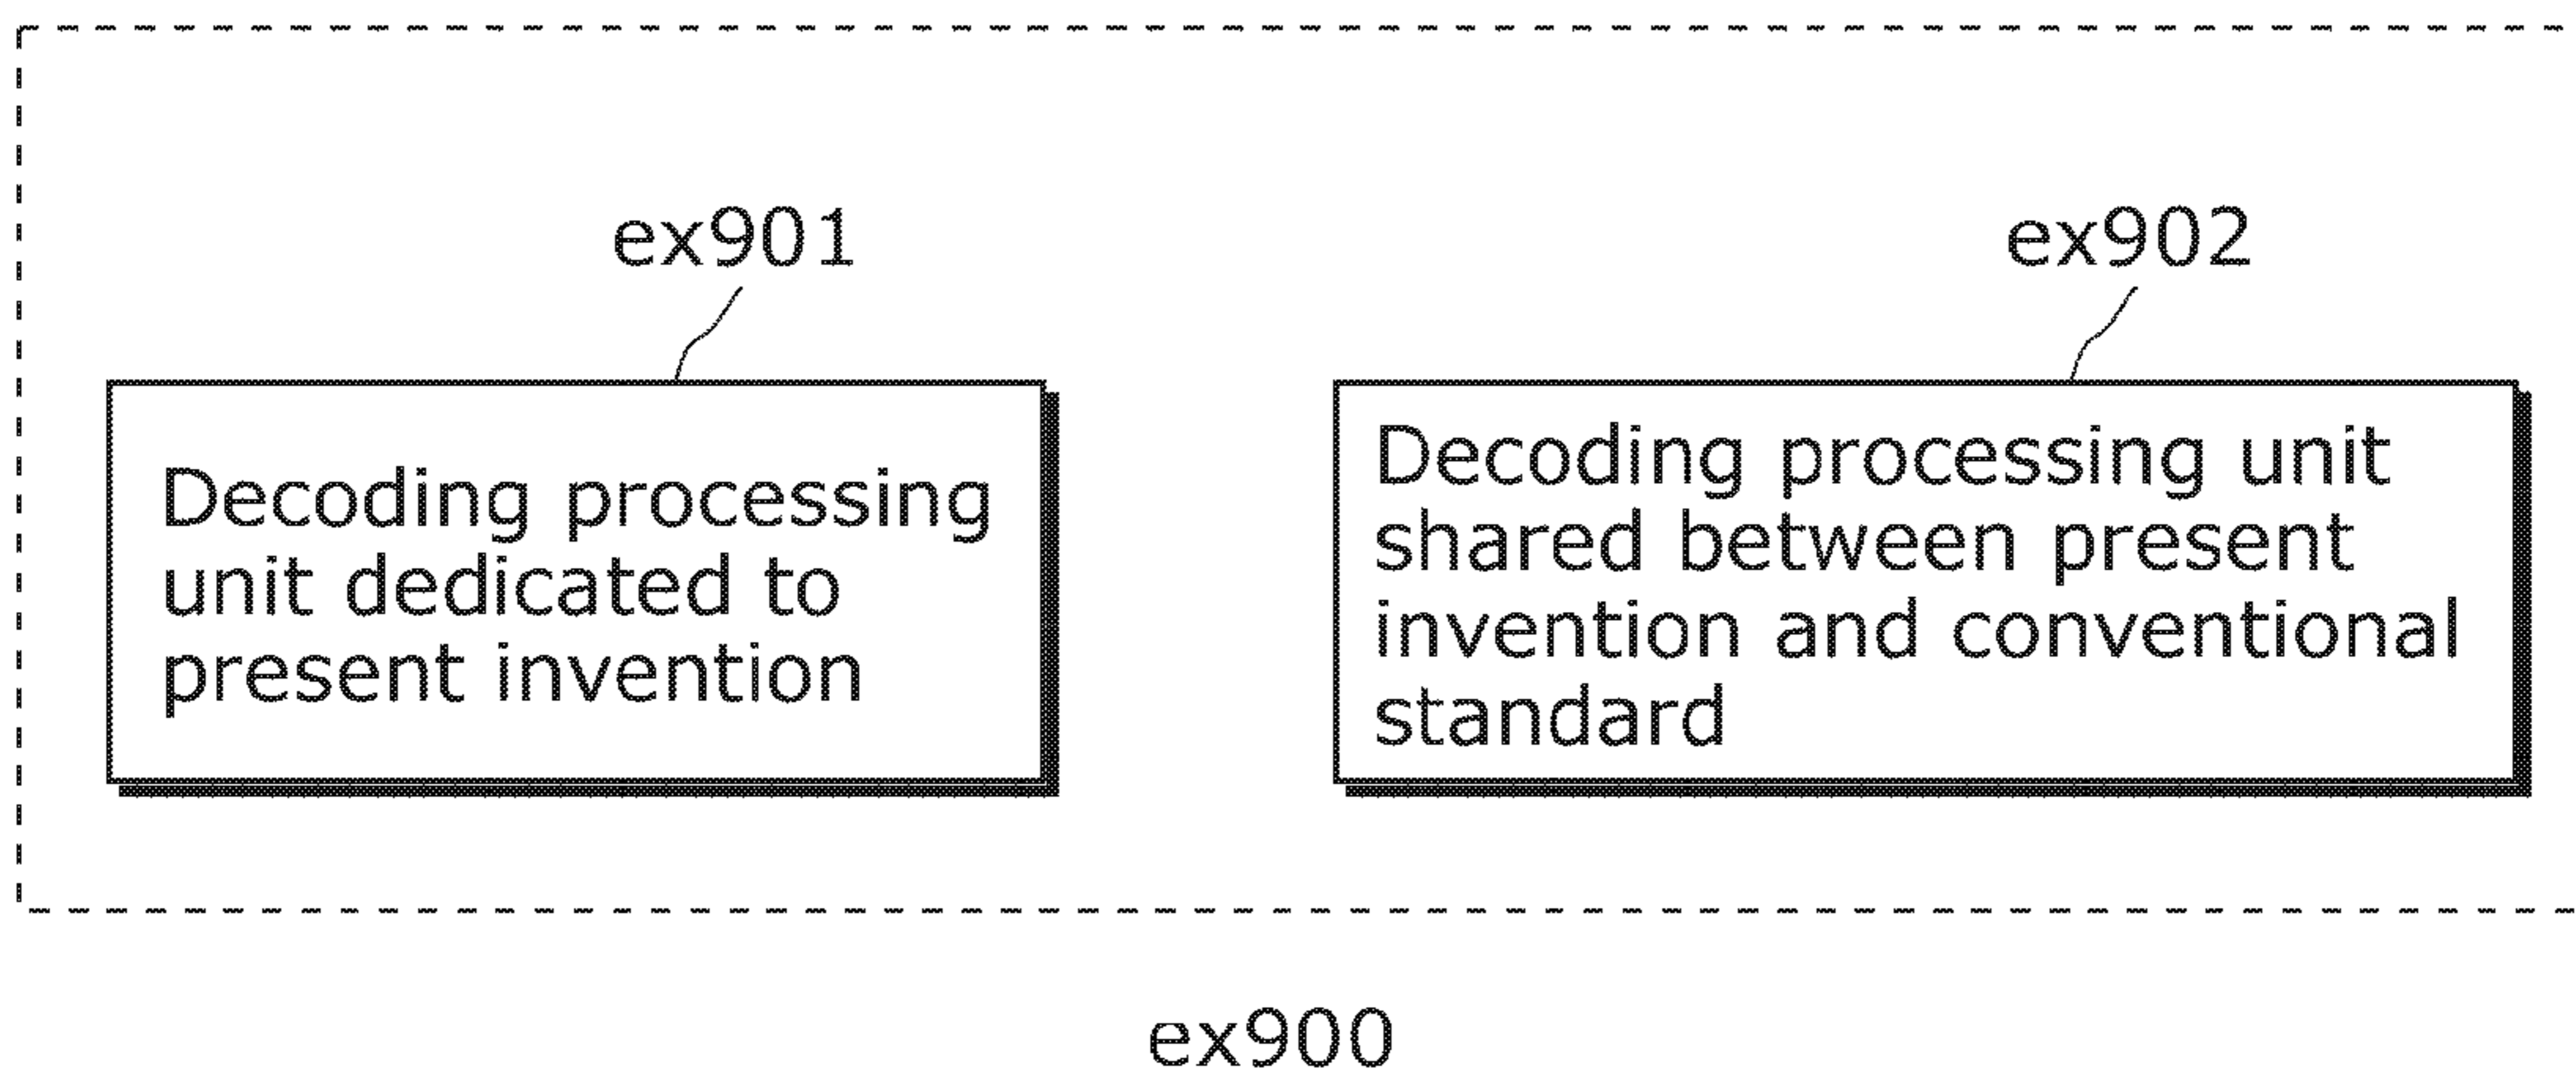 ex901
ex902
Decoding processing
unit dedicated to
present invention
Decoding processing unit
shared between present
invention and conventional
standard
ex900